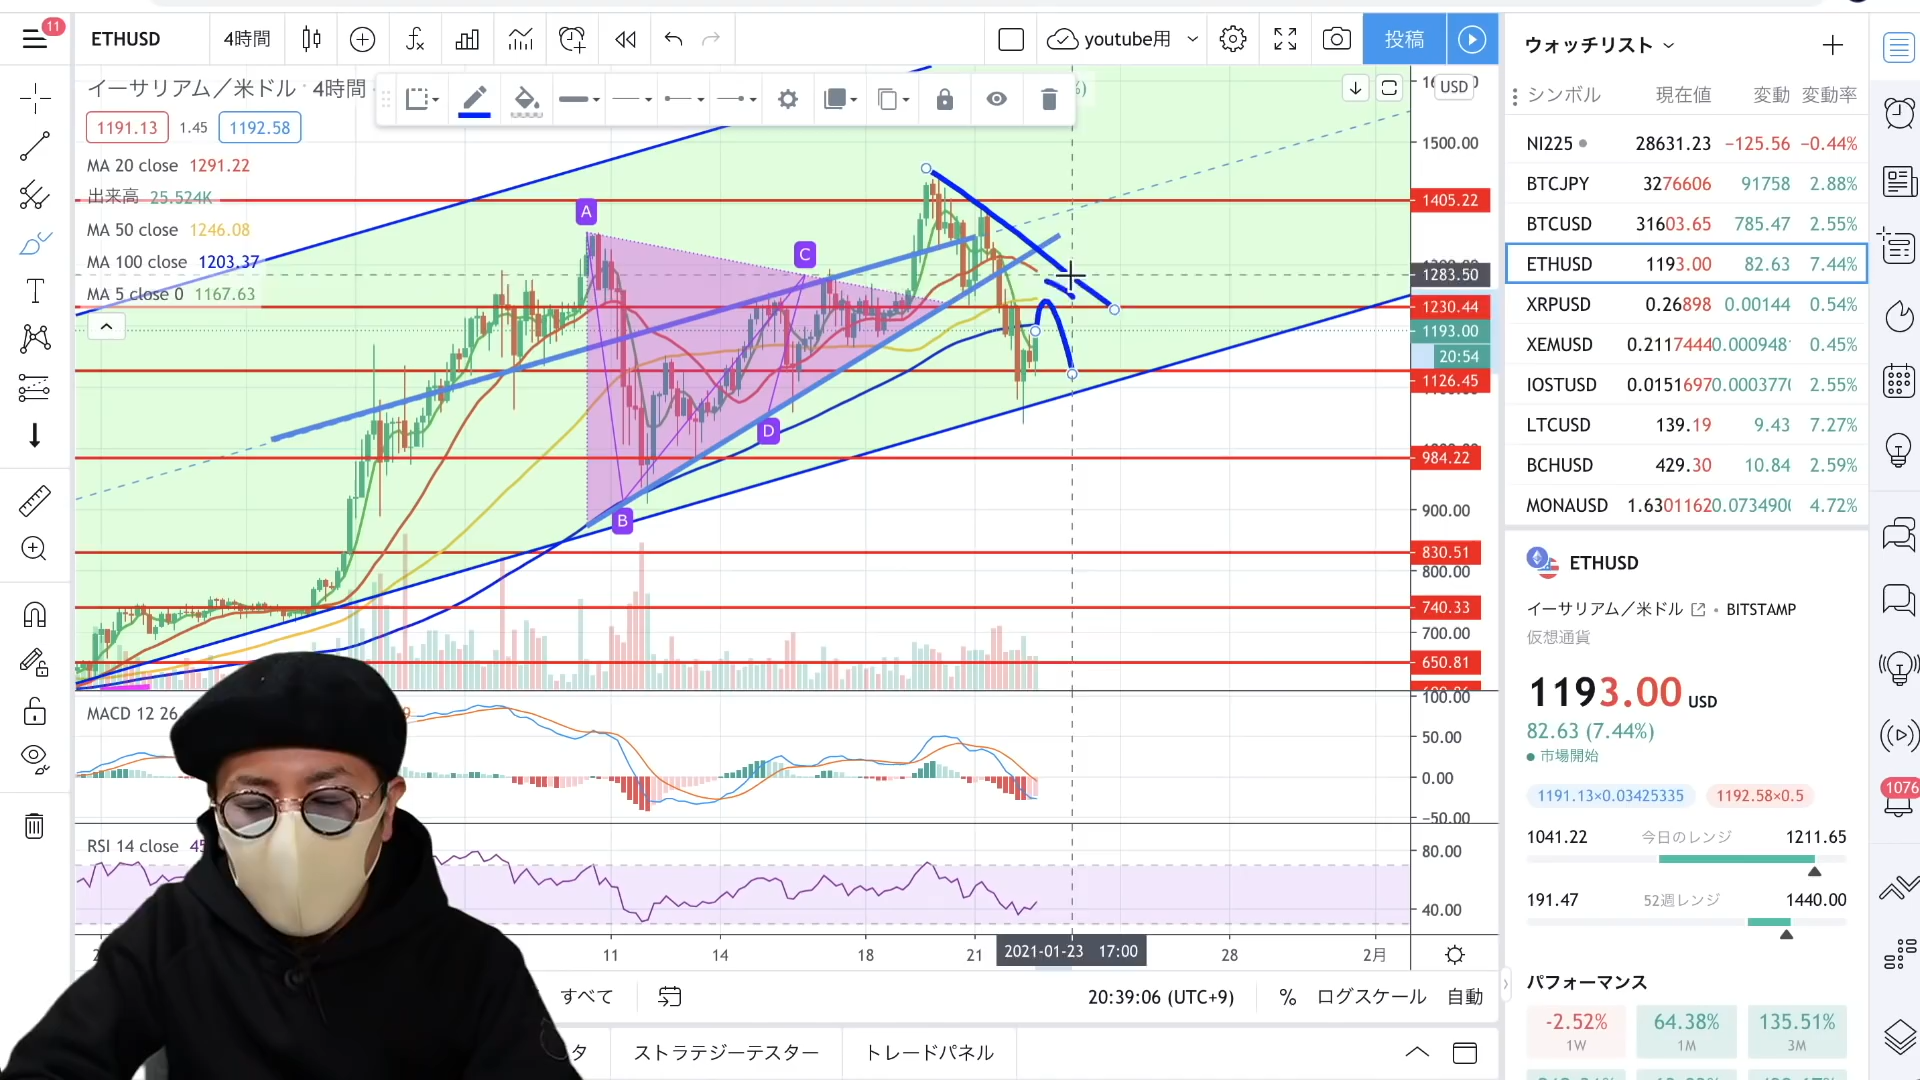 11
ETHUSD
4時間
youtube用
投稿
イーサリアム／米ドル · 4時間
1191.13
1.45
1192.58
MA 20 close 1291.22
出来高 25.524K
MA 50 close 1246.08
MA 100 close 1203.37
MA 5 close 0 1167.63
A
C
D
B
USD
1500.00
1405.22
1283.50
1230.44
1193.00
20:54
1126.45
984.22
900.00
830.51
800.00
740.33
700.00
650.81
MACD 12 26
100.00
50.00
0.00
−50.00
RSI 14 close 45
80.00
40.00
11
14
18
21
2021-01-23 17:00
28
2月
すべて
20:39:06 (UTC+9)
%
ログスケール
自動
タ
ストラテジーテスター
トレードパネル
ウォッチリスト
シンボル
現在値
変動
変動率
NI225 28631.23 −125.56 −0.44%
BTCJPY 3276606 91758 2.88%
BTCUSD 31603.65 785.47 2.55%
ETHUSD 1193.00 82.63 7.44%
XRPUSD 0.26898 0.00144 0.54%
XEMUSD 0.2117444 0.000948 0.45%
IOSTUSD 0.0151697 0.000377 2.55%
LTCUSD 139.19 9.43 7.27%
BCHUSD 429.30 10.84 2.59%
MONAUSD 1.6301162 0.073490 4.72%
ETHUSD
イーサリアム／米ドル • BITSTAMP
仮想通貨
1193.00 USD
82.63 (7.44%)
市場開始
1191.13×0.03425335
1192.58×0.5
1041.22 今日のレンジ 1211.65
191.47 52週レンジ 1440.00
パフォーマンス
-2.52%
1W
64.38%
1M
135.51%
3M
1076